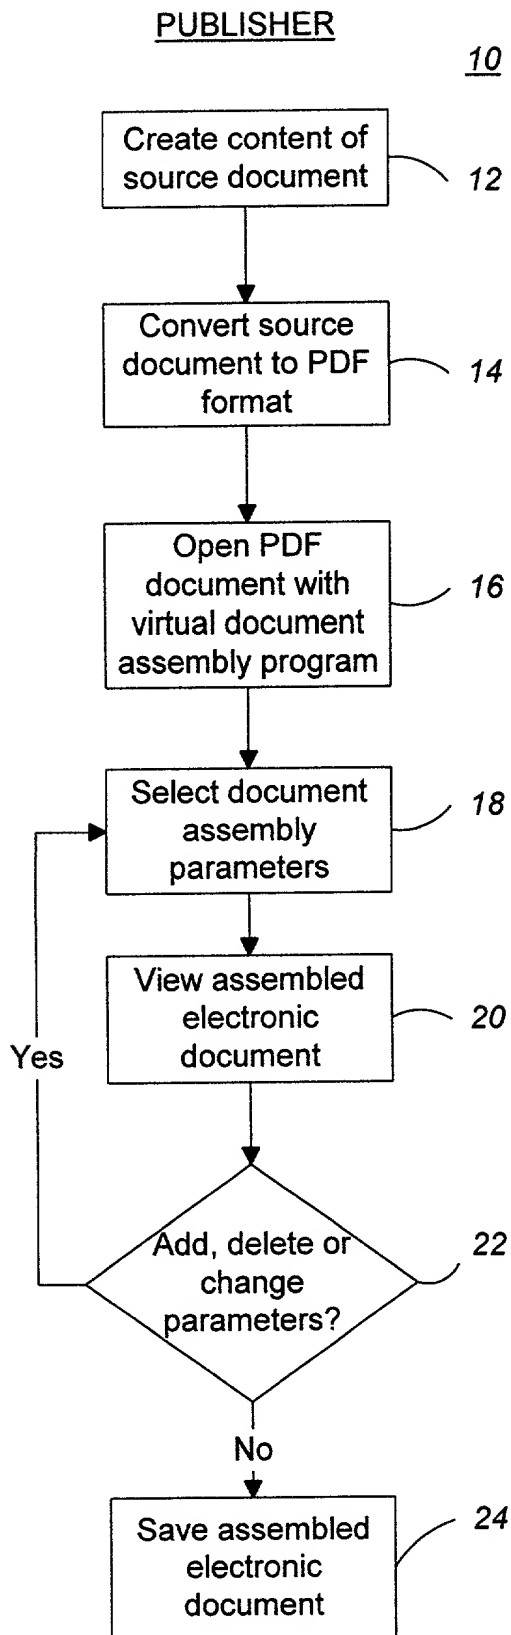 PUBLISHER
10
Create content of
source document
12
Convert source
document to PDF
format
14
Open PDF
document with
virtual document
assembly program
16
Select document
assembly
parameters
18
View assembled
electronic
document
20
Yes
Add, delete or
change
parameters?
22
No
Save assembled
electronic
document
24